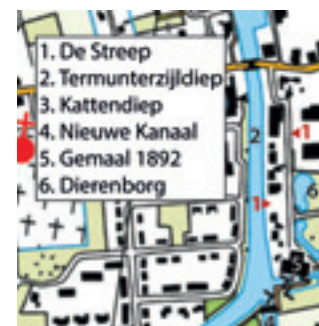 1. De Streep
2. Termunterzijldiep
3. Kattendiep
4. Nieuwe Kanaal
5. Gemaal 1892
6. Dierenborg
2
1
6
1